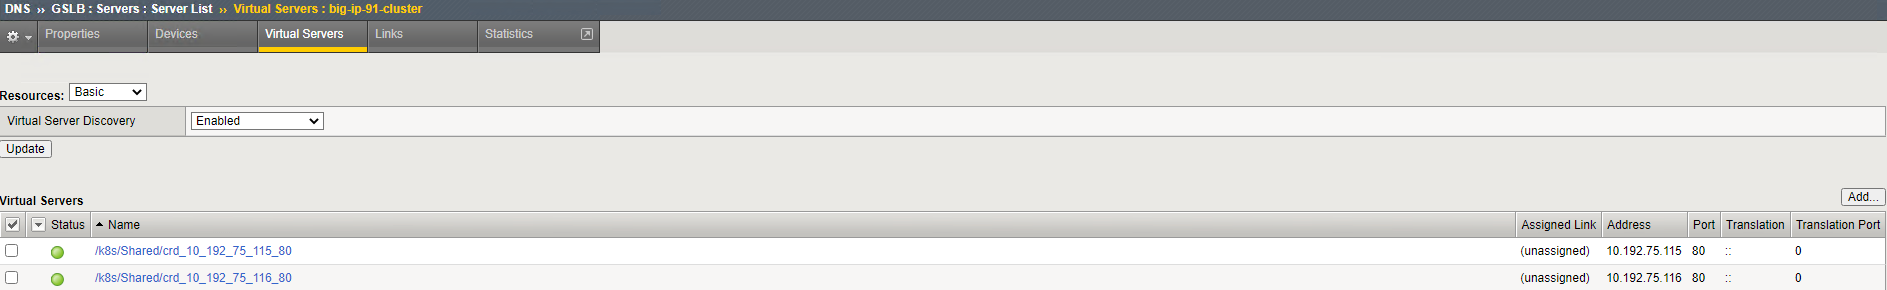 DNS ›› GSLB : Servers : Server List ›› Virtual Servers : big-ip-91-cluster
Properties Devices Virtual Servers Links Statistics
Resources: Basic
Virtual Server Discovery Enabled
Update
Virtual Servers Add...
Status Name Assigned Link Address Port Translation Translation Port
/k8s/Shared/crd_10_192_75_115_80 (unassigned) 10.192.75.115 80 :: 0
/k8s/Shared/crd_10_192_75_116_80 (unassigned) 10.192.75.116 80 :: 0